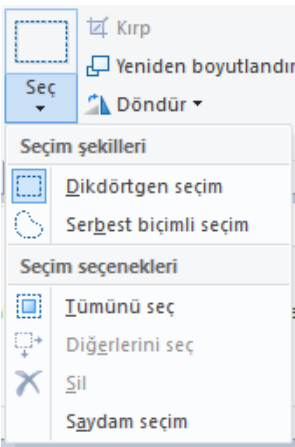 Kırp
Yeniden boyutlandır
Seç
Döndür
Seçim şekilleri
Dikdörtgen seçim
Serbest biçimli seçim
Seçim seçenekleri
Tümünü seç
Diğerlerini seç
Sil
Saydam seçim